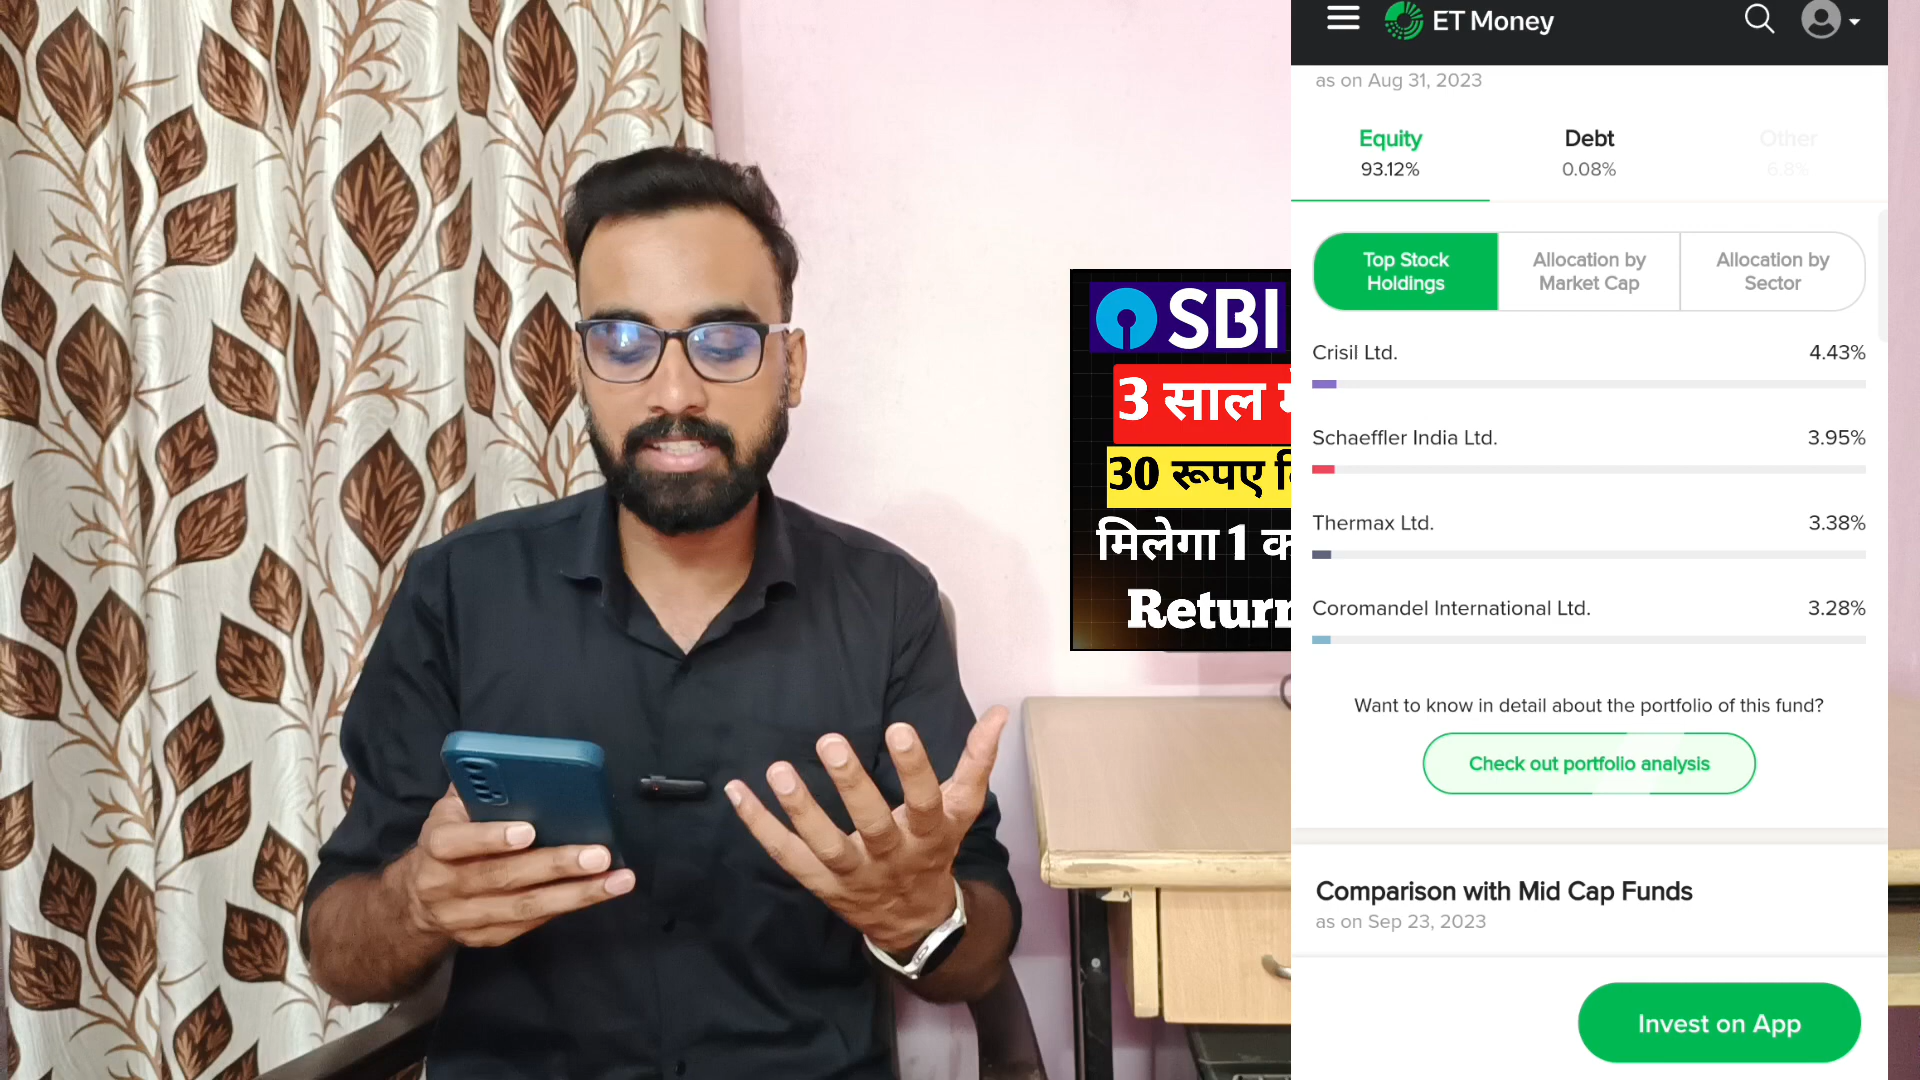 SBI
3 साल
30 रूपए
मिलेगा 1
Return
ET Money
as on Aug 31, 2023
Equity
93.12%
Debt
0.08%
Other
6.8%
Top Stock
Holdings
Allocation by
Market Cap
Allocation by
Sector
Crisil Ltd. 4.43%
Schaeffler India Ltd. 3.95%
Thermax Ltd. 3.38%
Coromandel International Ltd. 3.28%
Want to know in detail about the portfolio of this fund?
Check out portfolio analysis
Comparison with Mid Cap Funds
as on Sep 23, 2023
Invest on App